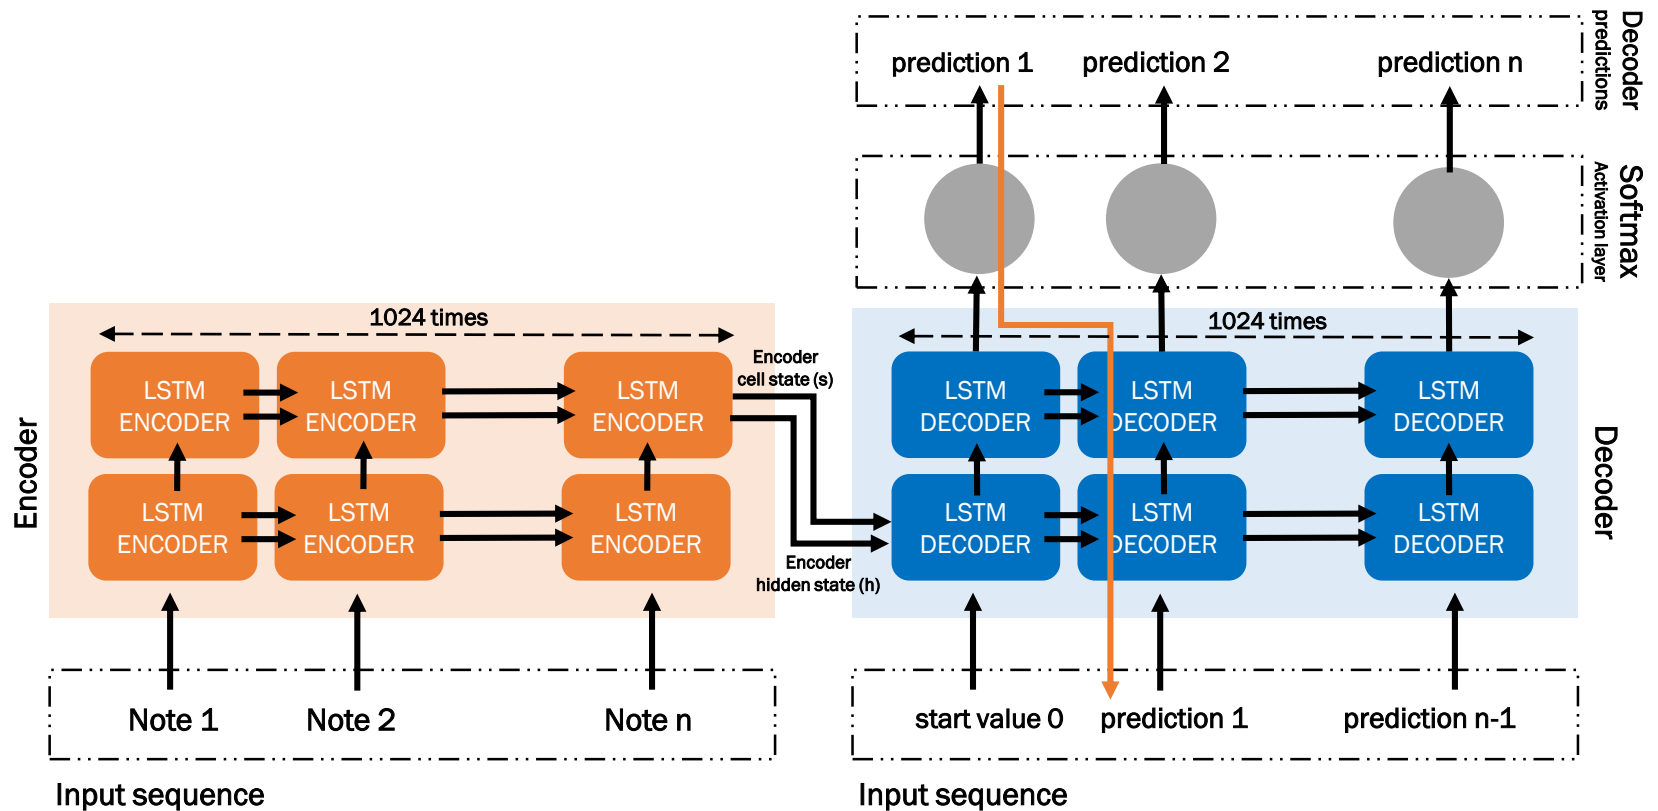 prediction 1
prediction 2
prediction n
Decoder
predictions
Softmax
Activation layer
1024 times
1024 times
Encoder
cell state (s)
LSTM
ENCODER
LSTM
ENCODER
LSTM
ENCODER
LSTM
DECODER
LSTM
DECODER
LSTM
DECODER
Encoder
Decoder
LSTM
ENCODER
LSTM
ENCODER
LSTM
ENCODER
LSTM
DECODER
LSTM
DECODER
LSTM
DECODER
Encoder
hidden state (h)
Note 1
Note 2
Note n
start value 0
prediction 1
prediction n-1
Input sequence
Input sequence